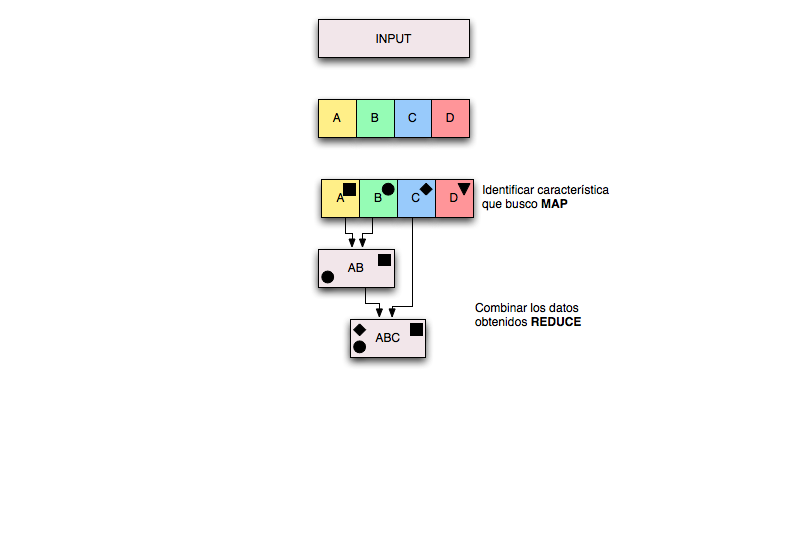 INPUT
A B C D
A B C D
Identificar característica
que busco MAP
AB
Combinar los datos
obtenidos REDUCE
ABC